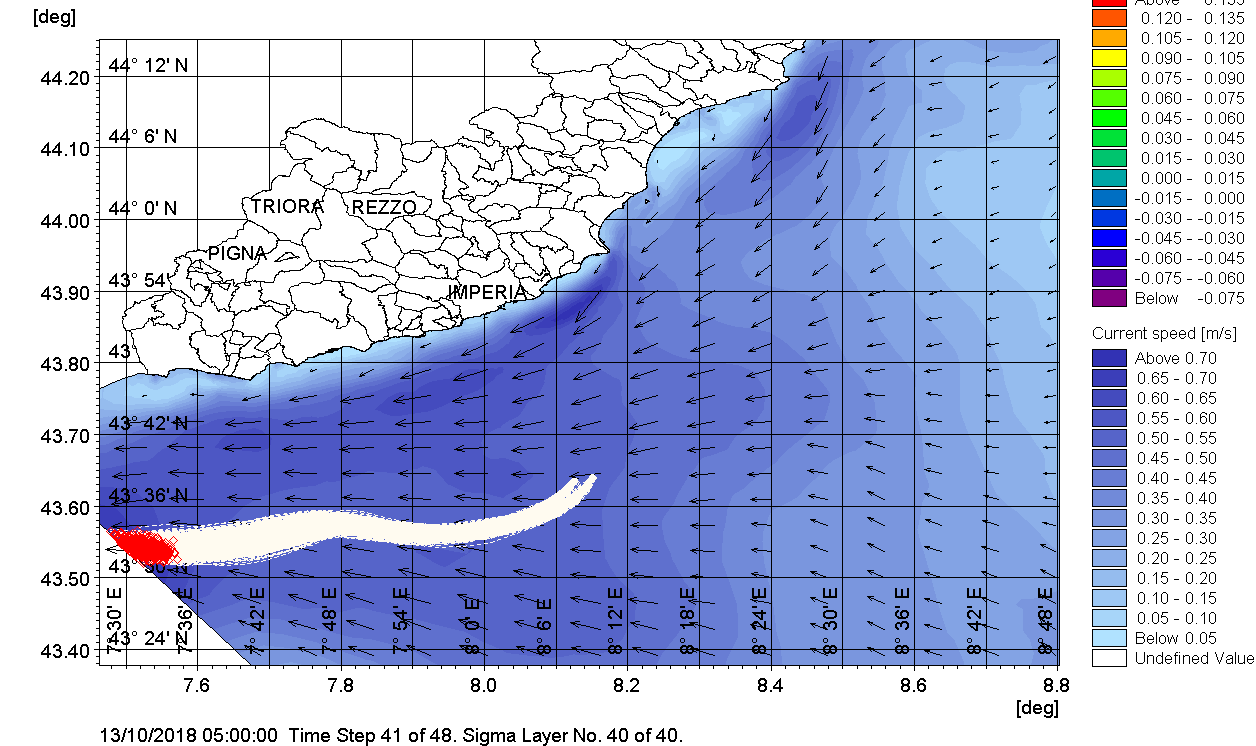 [deg]
44.20
44.10
44.00
43.90
43.80
43.70
43.60
43.50
43.40
44° 12' N
44° 6' N
44° 0' N
43° 54'
43
43° 42' N
43° 36' N
43° 30' N
43° 24' N
TRIORA
REZZO
PIGNA
IMPERIA
7° 30' E
7° 36' E
7° 42' E
7° 48' E
7° 54' E
8° 0' E
8° 6' E
8° 12' E
8° 18' E
8° 24' E
8° 30' E
8° 36' E
8° 42' E
8° 48' E
7.6
7.8
8.0
8.2
8.4
8.6
8.8
[deg]
13/10/2018 05:00:00 Time Step 41 of 48. Sigma Layer No. 40 of 40.
Above 0.135
0.120 - 0.135
0.105 - 0.120
0.090 - 0.105
0.075 - 0.090
0.060 - 0.075
0.045 - 0.060
0.030 - 0.045
0.015 - 0.030
0.000 - 0.015
-0.015 - 0.000
-0.030 - -0.015
-0.045 - -0.030
-0.060 - -0.045
-0.075 - -0.060
Below -0.075
Current speed [m/s]
Above 0.70
0.65 - 0.70
0.60 - 0.65
0.55 - 0.60
0.50 - 0.55
0.45 - 0.50
0.40 - 0.45
0.35 - 0.40
0.30 - 0.35
0.25 - 0.30
0.20 - 0.25
0.15 - 0.20
0.10 - 0.15
0.05 - 0.10
Below 0.05
Undefined Value